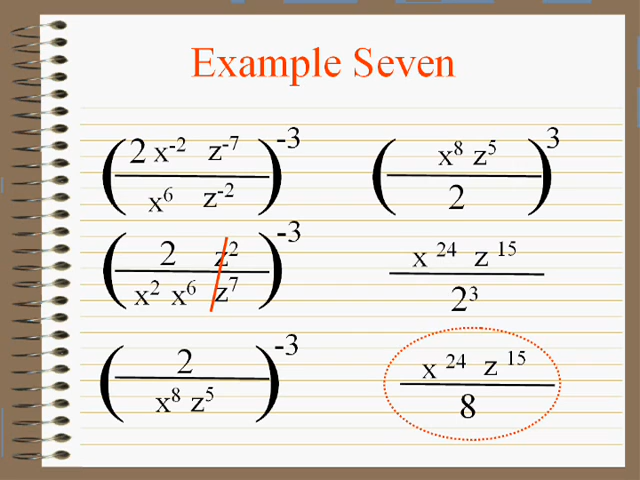 Example Seven
(2 x⁻² z⁻⁷ / x⁶ z⁻²)⁻³
(2 z² / x² x⁶ z⁷)⁻³
(2 / x⁸ z⁵)⁻³
(x⁸ z⁵ / 2)³
x ²⁴ z ¹⁵ / 2³
x ²⁴ z ¹⁵ / 8